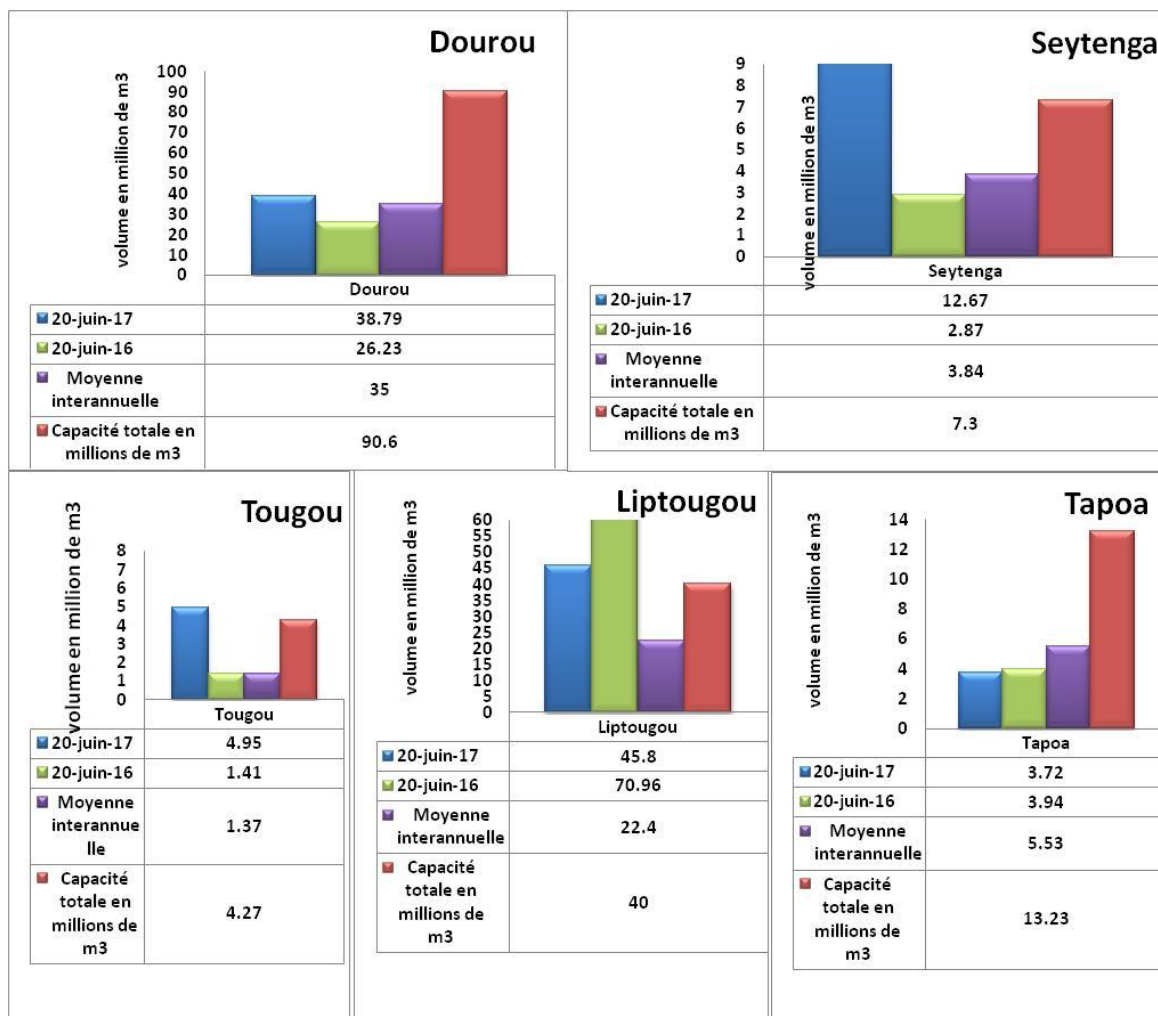 Dourou
volume en million de m3
100
90
80
70
60
50
40
30
20
10
0
Dourou
20-juin-17 38.79
20-juin-16 26.23
Moyenne
interannuelle 35
Capacité totale en
millions de m3 90.6
Seytenga
volume en million de m3
9
8
7
6
5
4
3
2
1
0
Seytenga
20-juin-17 12.67
20-juin-16 2.87
Moyenne
interannuelle 3.84
Capacité totale en
millions de m3 7.3
Tougou
volume en million de m3
8
7
6
5
4
3
2
1
0
Tougou
20-juin-17 4.95
20-juin-16 1.41
Moyenne
interannue
lle 1.37
Capacité
totale en
millions de
m3 4.27
Liptougou
volume en million de m3
60
55
50
45
40
35
30
25
20
15
10
5
0
Liptougou
20-juin-17 45.8
20-juin-16 70.96
Moyenne
interannuelle 22.4
Capacité
totale en
millions de
m3 40
Tapoa
volume en million de m3
14
12
10
8
6
4
2
0
Tapoa
20-juin-17 3.72
20-juin-16 3.94
Moyenne
interannuelle 5.53
Capacité
totale en
millions de
m3 13.23